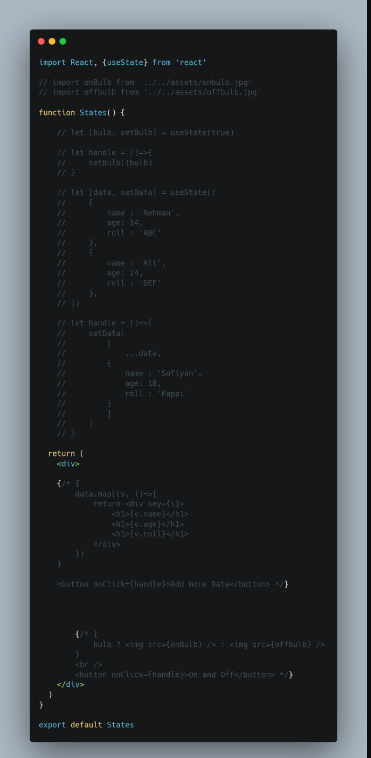 import React, {useState} from 'react'
// import onBulb from '../../assets/onbulb.jpg'
// import offbulb from '../../assets/offbulb.jpg'
function States() {
// let [bulb, setBulb] = useState(true)
// let handle = ()=>{
//     setBulb(!bulb)
// }
// let [data, setData] = useState([
//     {
//         name : 'Rehman',
//         age: 14,
//         roll : 'ABC'
//     },
//     {
//         name : 'Ali',
//         age: 24,
//         roll : 'DEF'
//     },
// ])
// let handle = ()=>{
//     setData(
//         [
//             ...data,
//         {
//             name : 'Sufiyan',
//             age: 18,
//             roll : 'Pappi'
//         }
//         ]
//     )
// }
return (
<div>
{/* {
data.map((v, i)=>{
return <div key={i}>
<h1>{v.name}</h1>
<h1>{v.age}</h1>
<h1>{v.roll}</h1>
</div>
})
}
<button onClick={handle}>Add more Data</button> */}
{/* {
bulb ? <img src={onBulb} /> : <img src={offbulb} />
}
<br />
<button onClick={handle}>On and Off</button> */}
</div>
)
}
export default States